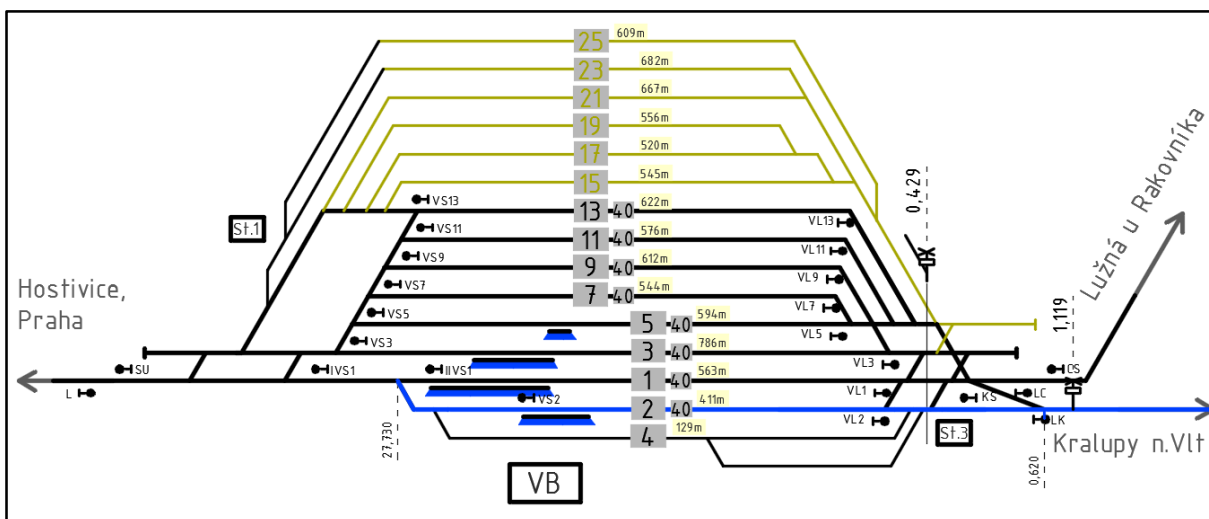 25 609m
23 682m
21 667m
19 556m
17 520m
15 545m
VS13 13 40 622m VL13
0,429
St.1
VS11 11 40 576m VL11
VS9 9 40 612m VL9
VS7 7 40 544m VL7
VS5 5 40 594m VL5
VS3 3 40 786m VL3
Hostivice,
Praha
Lužná u Rakovníka
1,119
SU IVS1 IIVS1 1 40 563m VL1 CS
L
VS2 2 40 411m VL2 KS LC
LK
4 129m
St.3
27,730
0,620
Kralupy n.Vlt
VB